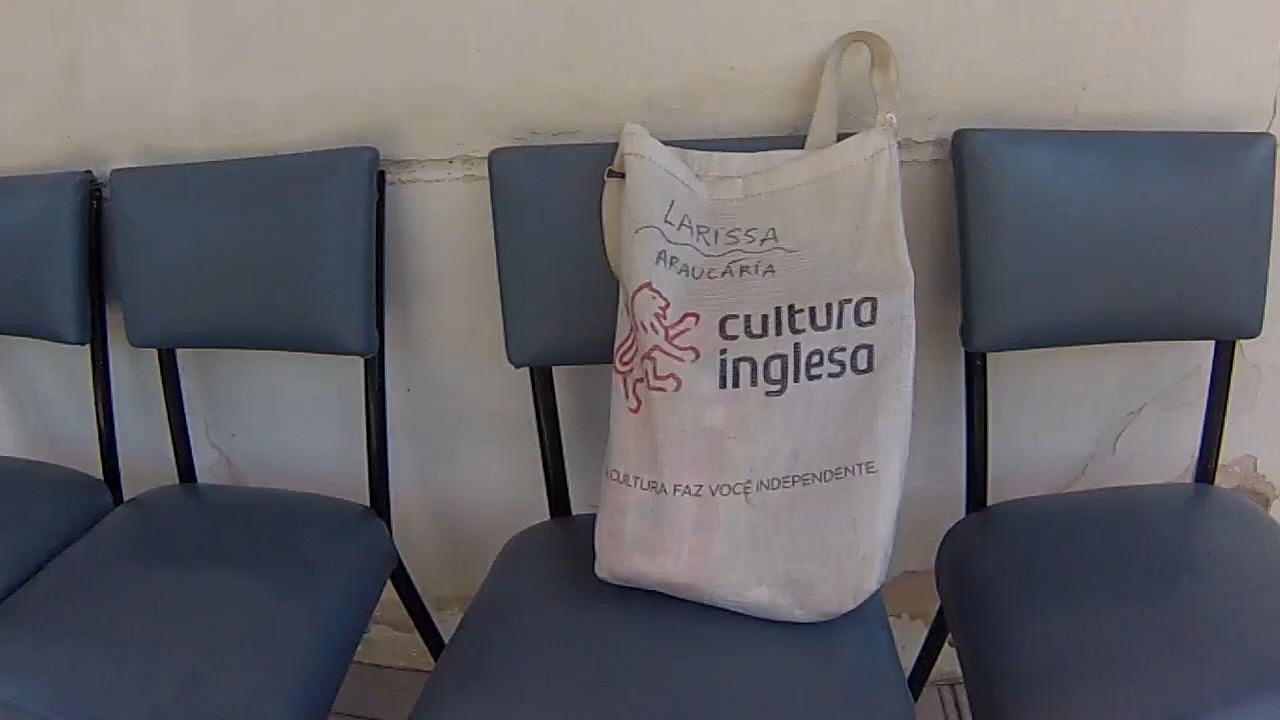 LARISSA
ARAUCÁRIA
cultura
inglesa
A CULTURA FAZ VOCÊ INDEPENDENTE.